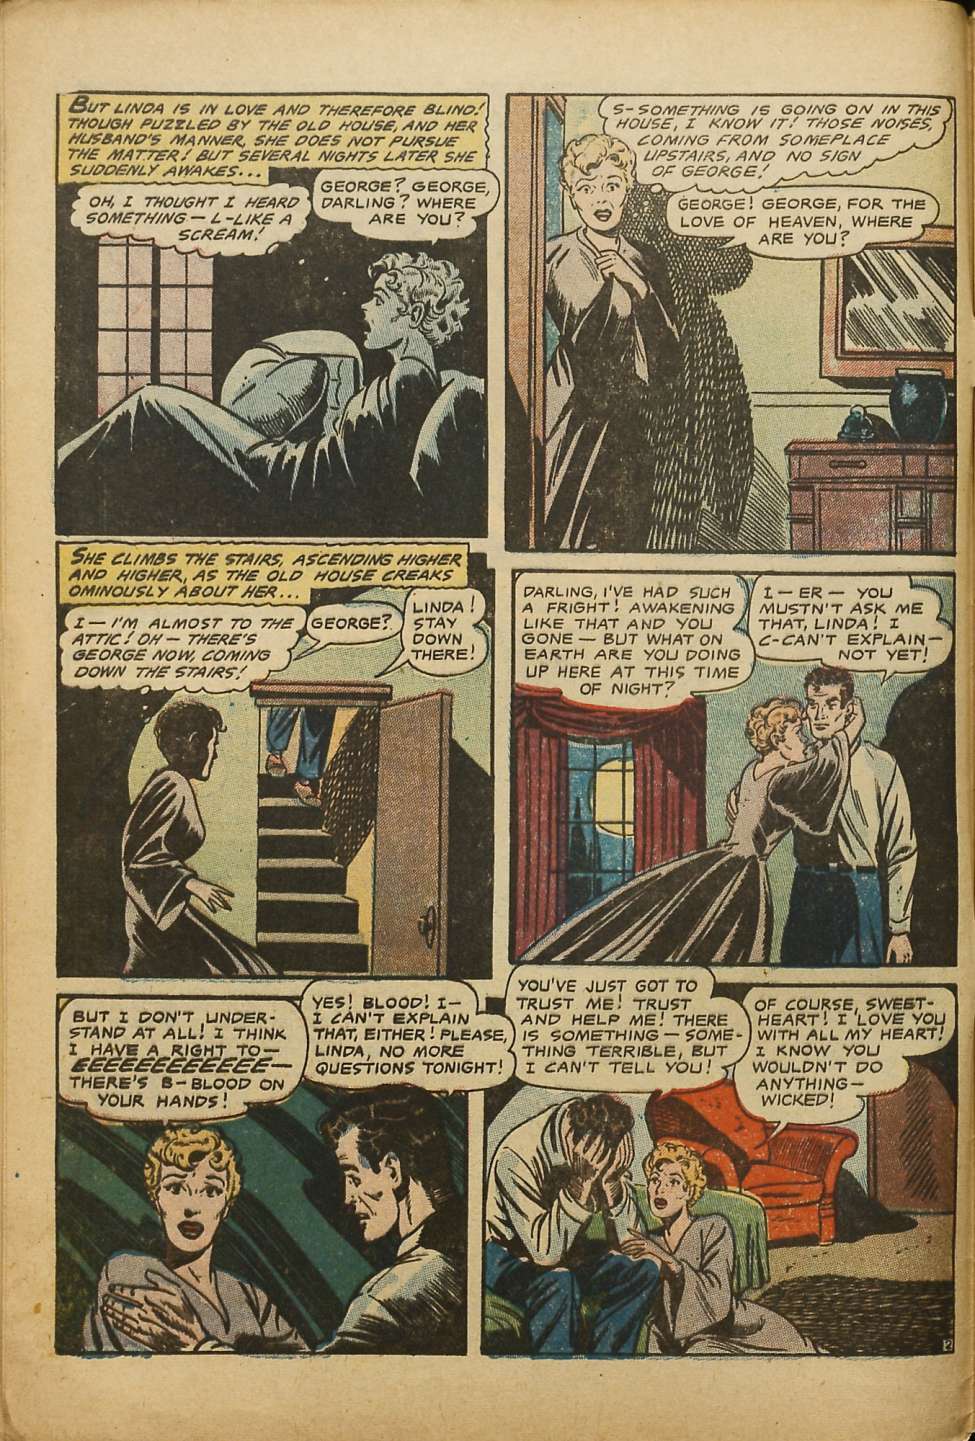 BUT LINDA IS IN LOVE AND THEREFORE BLIND!
THOUGH PUZZLED BY THE OLD HOUSE, AND HER
HUSBAND'S MANNER, SHE DOES NOT PURSUE
THE MATTER! BUT SEVERAL NIGHTS LATER SHE
SUDDENLY AWAKES...
OH, I THOUGHT I HEARD
SOMETHING — L-LIKE A
SCREAM!
GEORGE? GEORGE,
DARLING? WHERE
ARE YOU?
S-SOMETHING IS GOING ON IN THIS
HOUSE, I KNOW IT! THOSE NOISES,
COMING FROM SOMEPLACE
UPSTAIRS, AND NO SIGN
OF GEORGE!
GEORGE! GEORGE, FOR THE
LOVE OF HEAVEN, WHERE
ARE YOU?
SHE CLIMBS THE STAIRS, ASCENDING HIGHER
AND HIGHER, AS THE OLD HOUSE CREAKS
OMINOUSLY ABOUT HER...
I — I'M ALMOST TO THE
ATTIC! OH — THERE'S
GEORGE NOW, COMING
DOWN THE STAIRS!
GEORGE?
LINDA!
STAY
DOWN
THERE!
DARLING, I'VE HAD SUCH
A FRIGHT! AWAKENING
LIKE THAT AND YOU
GONE — BUT WHAT ON
EARTH ARE YOU DOING
UP HERE AT THIS TIME
OF NIGHT?
I — ER — YOU
MUSTN'T ASK ME
THAT, LINDA! I
C-CAN'T EXPLAIN —
NOT YET!
BUT I DON'T UNDER-
STAND AT ALL! I THINK
I HAVE A RIGHT TO —
EEEEEEEEEEEEE —
THERE'S B-BLOOD ON
YOUR HANDS!
YES! BLOOD! I —
I CAN'T EXPLAIN
THAT, EITHER! PLEASE,
LINDA, NO MORE
QUESTIONS TONIGHT!
YOU'VE JUST GOT TO
TRUST ME! TRUST
AND HELP ME! THERE
IS SOMETHING — SOME-
THING TERRIBLE, BUT
I CAN'T TELL YOU!
OF COURSE, SWEET-
HEART! I LOVE YOU
WITH ALL MY HEART!
I KNOW YOU
WOULDN'T DO
ANYTHING —
WICKED!
2